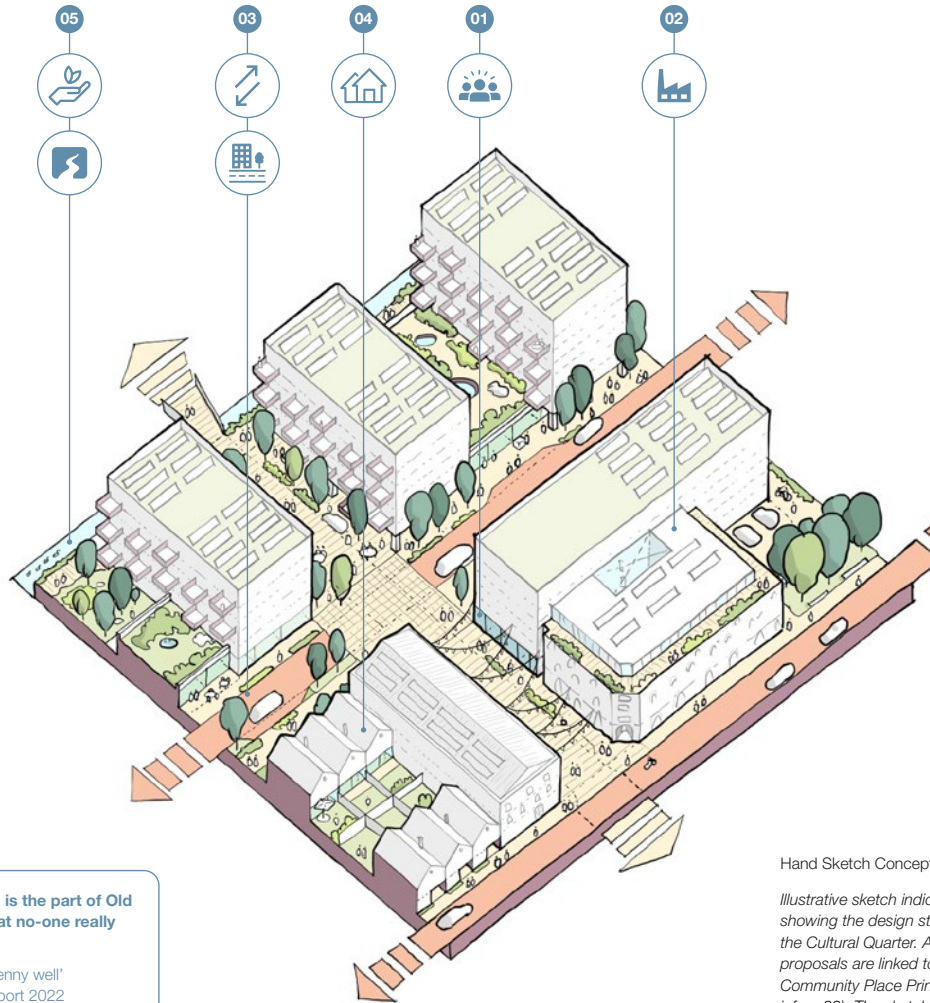 05
03
04
01
02
is the part of Old
at no-one really
enny well'
port 2022
Hand Sketch Concept
Illustrative sketch indic
showing the design st
the Cultural Quarter. A
proposals are linked to
Community Place Prin